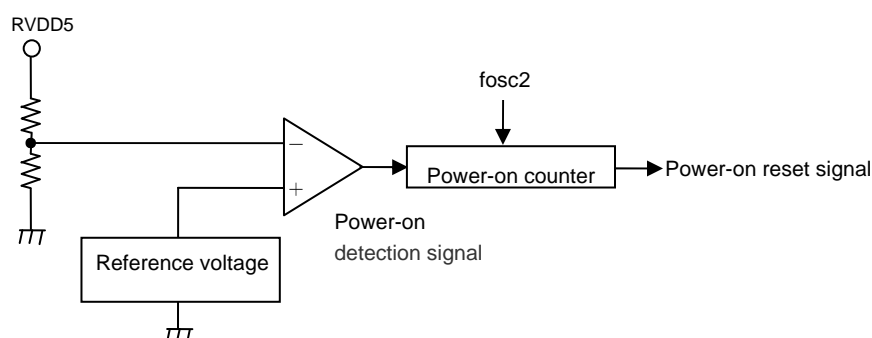 RVDD5
fosc2
−
+
Power-on counter
Power-on reset signal
Power-on
detection signal
Reference voltage